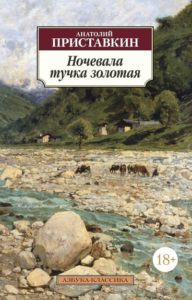 АНАТОЛИЙ
ПРИСТАВКИН
Ночевала
тучка золотая
18+
АЗБУКА-КЛАССИКА